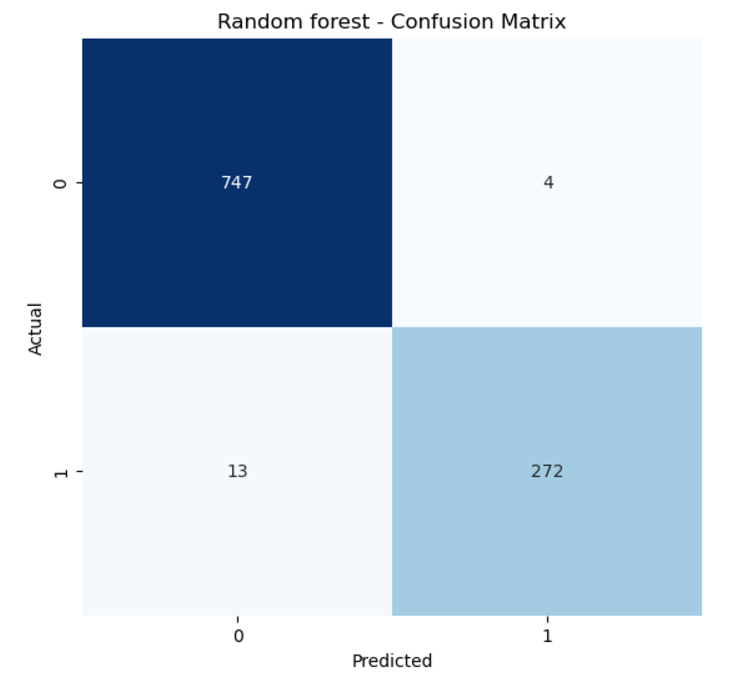 Random forest - Confusion Matrix
Actual
0
747
4
1
13
272
0
1
Predicted